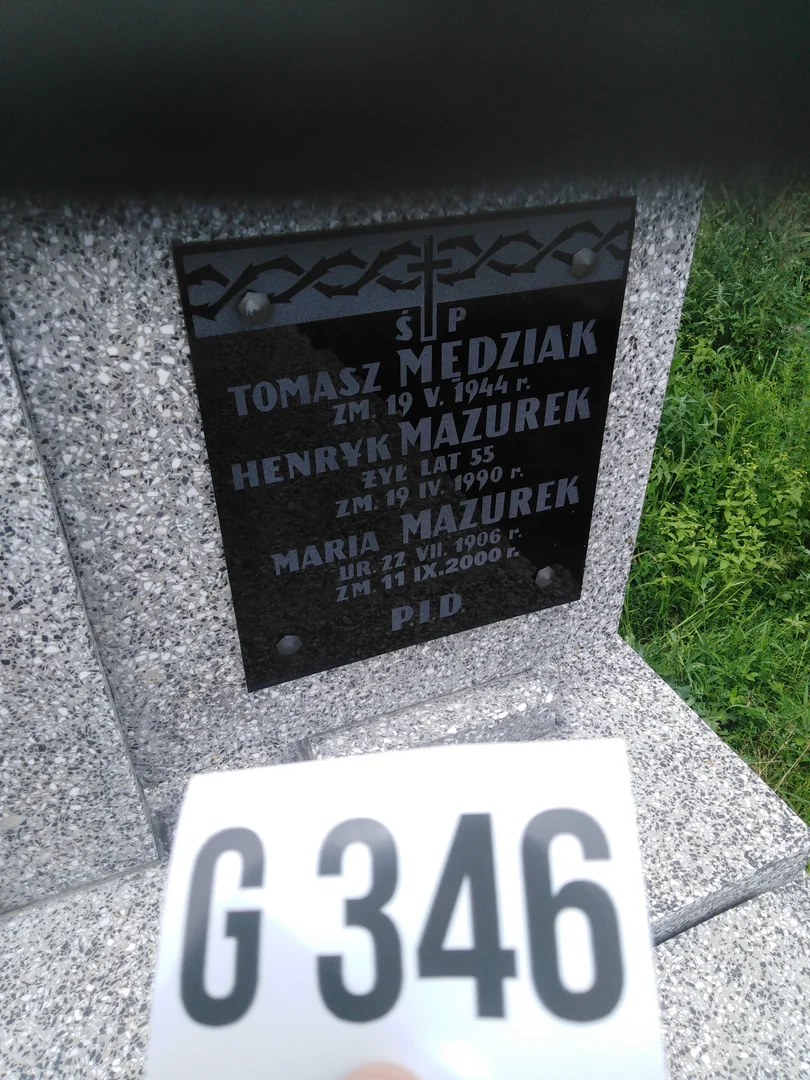 Ś P
TOMASZ MĘDZIAK
ZM. 19 V. 1944 r.
HENRYK MAZUREK
ŻYŁ LAT 55
ZM. 19 IV. 1990 r.
MARIA MAZUREK
UR. 22 VII. 1906 r.
ZM. 11 IX.2000 r.
P.I.D.
G 346